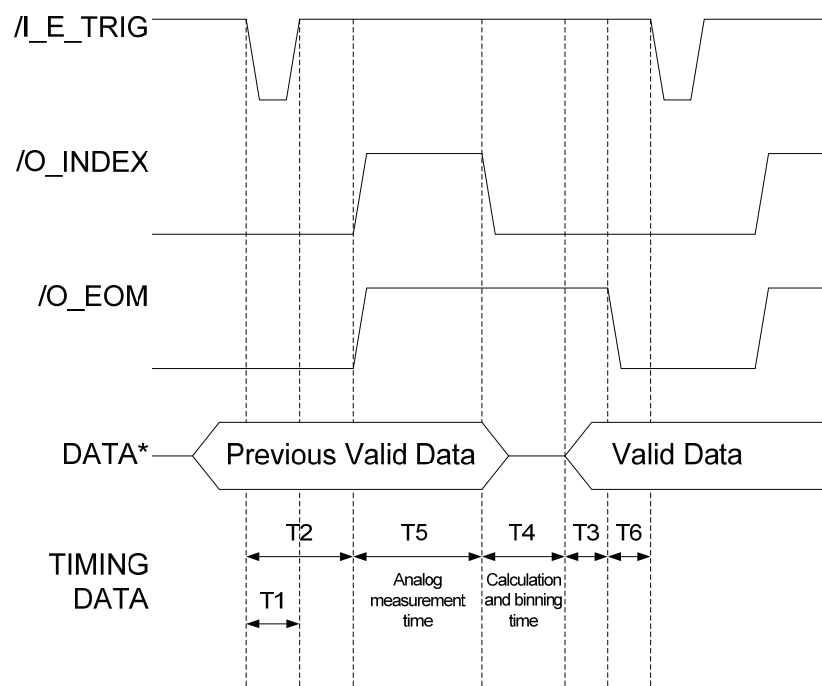 /I_E_TRIG
/O_INDEX
/O_EOM
DATA*
Previous Valid Data
Valid Data
T2
T5
T4
T3
T6
TIMING
DATA
T1
Analog
measurement
time
Calculation
and binning
time